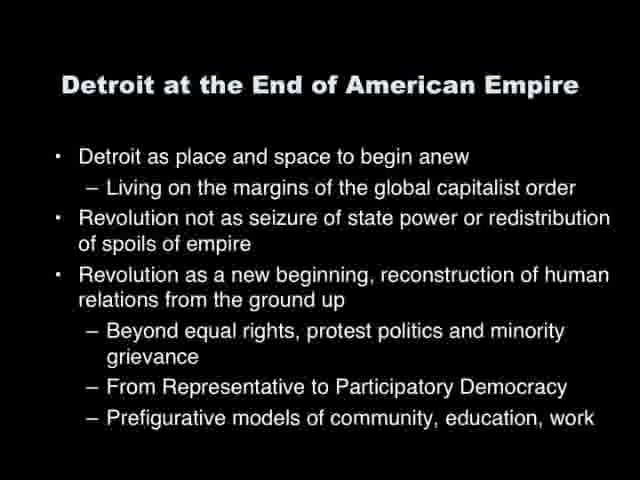 Detroit at the End of American Empire
• Detroit as place and space to begin anew
– Living on the margins of the global capitalist order
• Revolution not as seizure of state power or redistribution
of spoils of empire
• Revolution as a new beginning, reconstruction of human
relations from the ground up
– Beyond equal rights, protest politics and minority
grievance
– From Representative to Participatory Democracy
– Prefigurative models of community, education, work